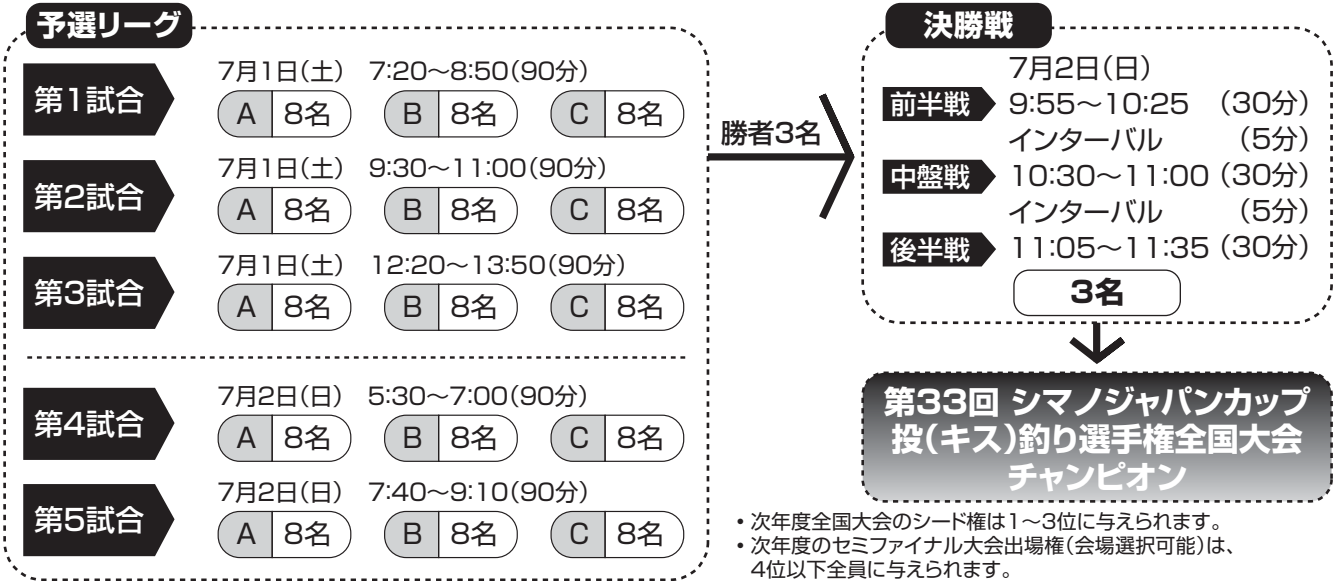 予選リーグ
第1試合
7月1日(土) 7:20～8:50(90分)
A 8名 B 8名 C 8名
第2試合
7月1日(土) 9:30～11:00(90分)
A 8名 B 8名 C 8名
第3試合
7月1日(土) 12:20～13:50(90分)
A 8名 B 8名 C 8名
第4試合
7月2日(日) 5:30～7:00(90分)
A 8名 B 8名 C 8名
第5試合
7月2日(日) 7:40～9:10(90分)
A 8名 B 8名 C 8名
勝者3名
決勝戦
7月2日(日)
前半戦 9:55～10:25 (30分)
インターバル (5分)
中盤戦 10:30～11:00 (30分)
インターバル (5分)
後半戦 11:05～11:35 (30分)
3名
第33回 シマノジャパンカップ
投(キス)釣り選手権全国大会
チャンピオン
・次年度全国大会のシード権は1～3位に与えられます。
・次年度のセミファイナル大会出場権(会場選択可能)は、
4位以下全員に与えられます。